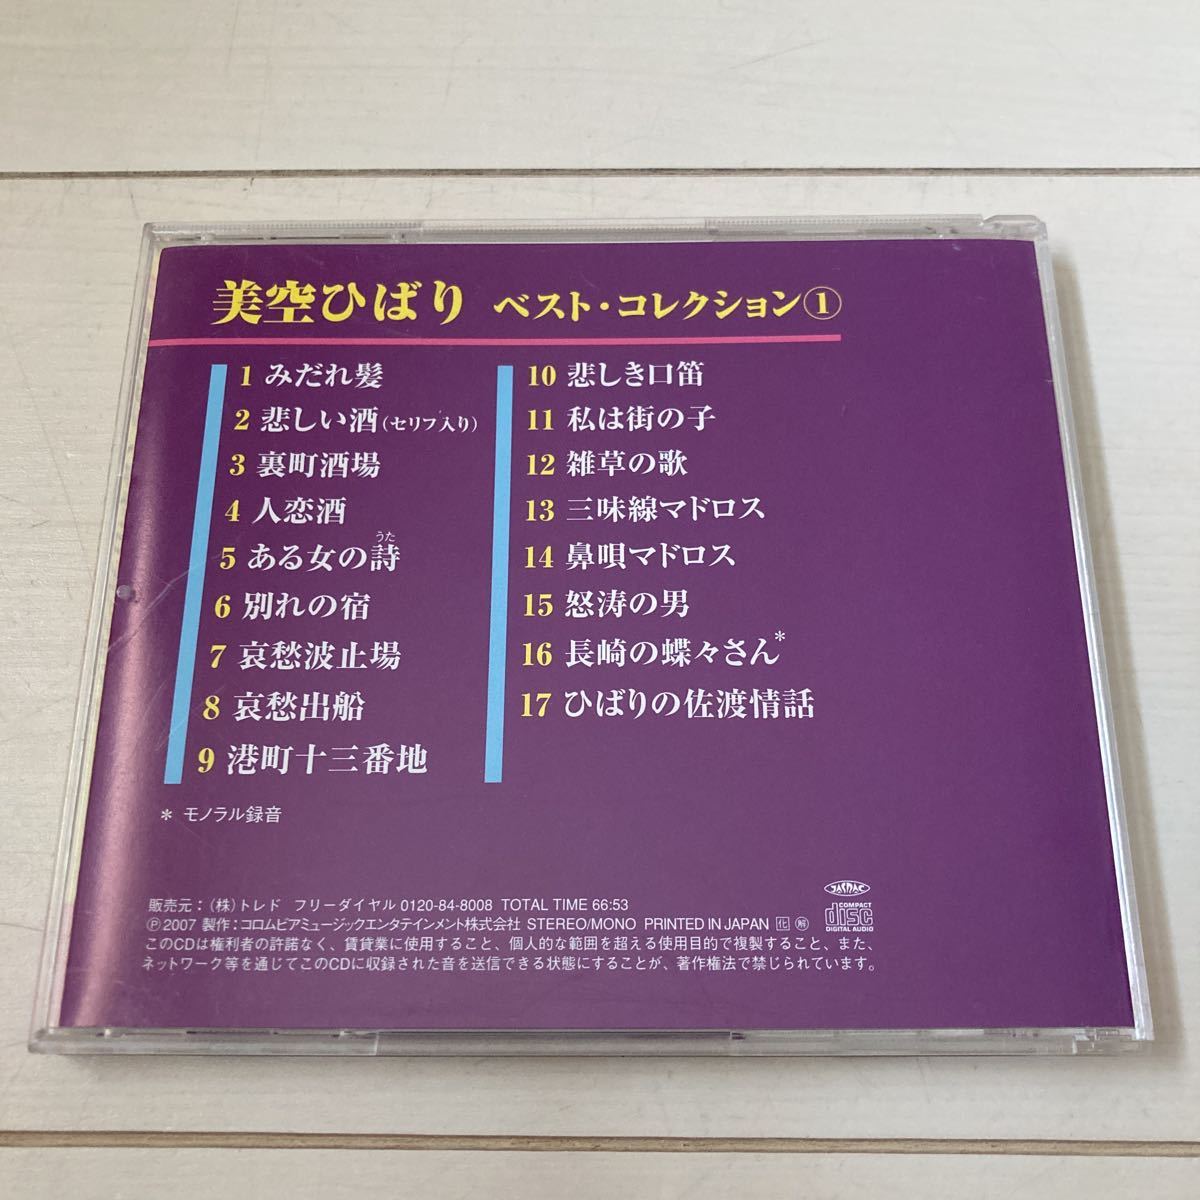 美空ひばり ベスト・コレクション①
1 みだれ髪
2 悲しい酒(セリフ入り)
3 裏町酒場
4 人恋酒
うた
5 ある女の詩
6 別れの宿
7 哀愁波止場
8 哀愁出船
9 港町十三番地
10 悲しき口笛
11 私は街の子
12 雑草の歌
13 三味線マドロス
14 鼻唄マドロス
15 怒涛の男
16 長崎の蝶々さん*
17 ひばりの佐渡情話
* モノラル録音
JASRAC
COMPACT
disc
DIGITAL AUDIO
販売元:(株)トレド フリーダイヤル 0120-84-8008 TOTAL TIME 66:53
Ⓟ2007 製作:コロムビアミュージックエンタテインメント株式会社 STEREO/MONO PRINTED IN JAPAN 化 解
このCDは権利者の許諾なく、賃貸業に使用すること、個人的な範囲を超える使用目的で複製すること、また、
ネットワーク等を通じてこのCDに収録された音を送信できる状態にすることが、著作権法で禁じられています。